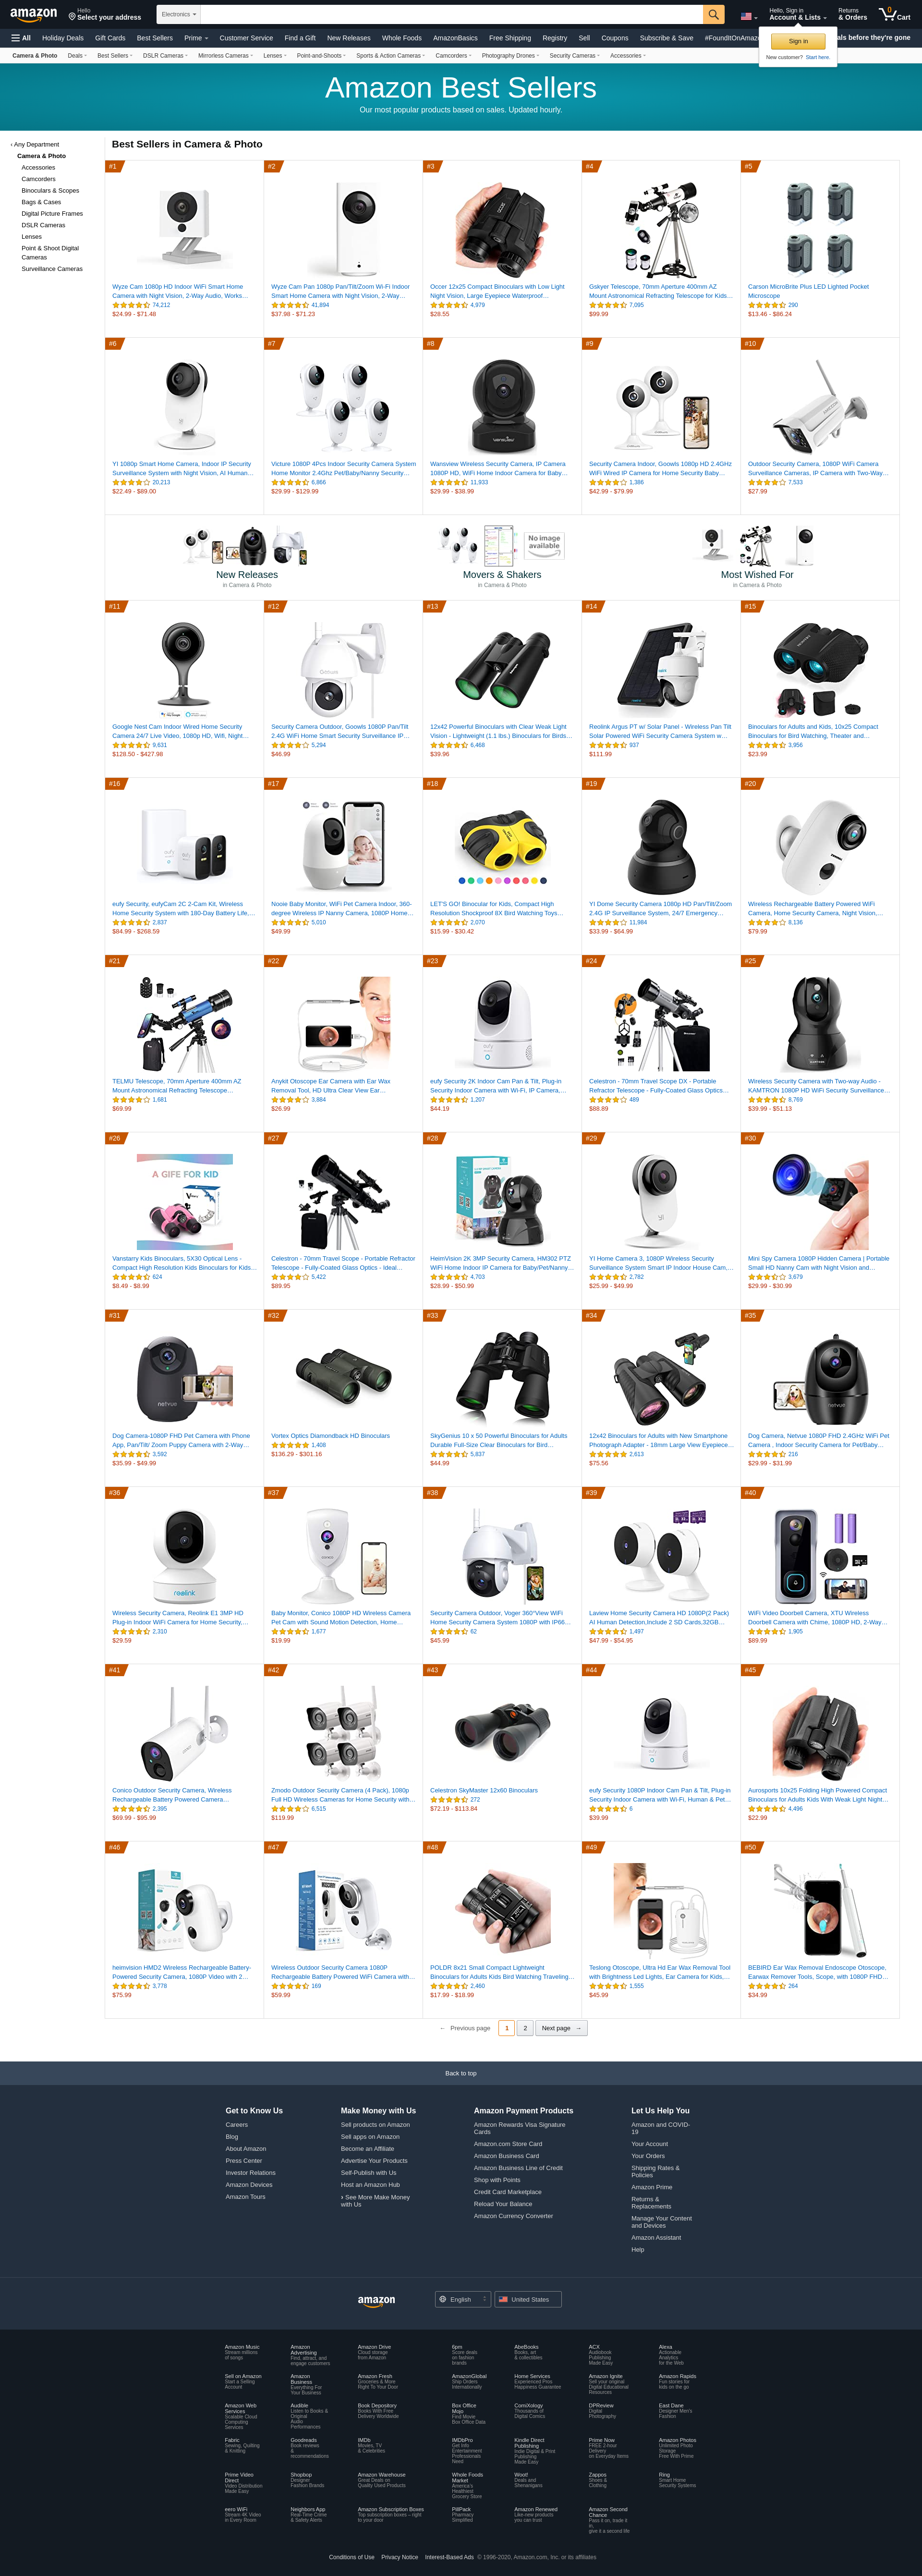 amazon
Hello
Select your address
Electronics
Hello, Sign in
Account & Lists
Returns
& Orders
0
Cart
All
Holiday Deals
Gift Cards
Best Sellers
Prime
Customer Service
Find a Gift
New Releases
Whole Foods
AmazonBasics
Free Shipping
Registry
Sell
Coupons
Subscribe & Save
#FoundItOnAmazon
als before they're gone
Sign in
New customer? Start here.
Camera & Photo
Deals
Best Sellers
DSLR Cameras
Mirrorless Cameras
Lenses
Point-and-Shoots
Sports & Action Cameras
Camcorders
Photography Drones
Security Cameras
Accessories
Amazon Best Sellers
Our most popular products based on sales. Updated hourly.
‹ Any Department
Camera & Photo
Accessories
Camcorders
Binoculars & Scopes
Bags & Cases
Digital Picture Frames
DSLR Cameras
Lenses
Point & Shoot Digital
Cameras
Surveillance Cameras
Best Sellers in Camera & Photo
#1
Wyze Cam 1080p HD Indoor WiFi Smart Home
Camera with Night Vision, 2-Way Audio, Works…
74,212
$24.99 - $71.48
#2
Wyze Cam Pan 1080p Pan/Tilt/Zoom Wi-Fi Indoor
Smart Home Camera with Night Vision, 2-Way…
41,894
$37.98 - $71.23
#3
Occer 12x25 Compact Binoculars with Low Light
Night Vision, Large Eyepiece Waterproof…
4,979
$28.55
#4
Gskyer Telescope, 70mm Aperture 400mm AZ
Mount Astronomical Refracting Telescope for Kids…
7,095
$99.99
#5
Carson MicroBrite Plus LED Lighted Pocket
Microscope
290
$13.46 - $86.24
#6
YI 1080p Smart Home Camera, Indoor IP Security
Surveillance System with Night Vision, AI Human…
20,213
$22.49 - $89.00
#7
Victure 1080P 4Pcs Indoor Security Camera System
Home Monitor 2.4Ghz Pet/Baby/Nanny Security…
6,866
$29.99 - $129.99
#8
Wansview Wireless Security Camera, IP Camera
1080P HD, WiFi Home Indoor Camera for Baby…
11,933
$29.99 - $38.99
#9
Security Camera Indoor, Goowls 1080p HD 2.4GHz
WiFi Wired IP Camera for Home Security Baby…
1,386
$42.99 - $79.99
#10
Outdoor Security Camera, 1080P WiFi Camera
Surveillance Cameras, IP Camera with Two-Way…
7,533
$27.99
No image
available
New Releases
in Camera & Photo
Movers & Shakers
in Camera & Photo
Most Wished For
in Camera & Photo
#11
Google Nest Cam Indoor Wired Home Security
Camera 24/7 Live Video, 1080p HD, Wifi, Night…
9,631
$128.50 - $427.98
#12
Security Camera Outdoor, Goowls 1080P Pan/Tilt
2.4G WiFi Home Smart Security Surveillance IP…
5,294
$46.99
#13
12x42 Powerful Binoculars with Clear Weak Light
Vision - Lightweight (1.1 lbs.) Binoculars for Birds…
6,468
$39.96
#14
Reolink Argus PT w/ Solar Panel - Wireless Pan Tilt
Solar Powered WiFi Security Camera System w…
937
$111.99
#15
Binoculars for Adults and Kids, 10x25 Compact
Binoculars for Bird Watching, Theater and…
3,956
$23.99
#16
eufy Security, eufyCam 2C 2-Cam Kit, Wireless
Home Security System with 180-Day Battery Life,…
2,837
$84.99 - $268.59
#17
Nooie Baby Monitor, WiFi Pet Camera Indoor, 360-
degree Wireless IP Nanny Camera, 1080P Home…
5,010
$49.99
#18
LET'S GO! Binocular for Kids, Compact High
Resolution Shockproof 8X Bird Watching Toys…
2,070
$15.99 - $30.42
#19
YI Dome Security Camera 1080p HD Pan/Tilt/Zoom
2.4G IP Surveillance System, 24/7 Emergency…
11,984
$33.99 - $64.99
#20
Wireless Rechargeable Battery Powered WiFi
Camera, Home Security Camera, Night Vision,…
8,136
$79.99
#21
TELMU Telescope, 70mm Aperture 400mm AZ
Mount Astronomical Refracting Telescope…
1,681
$69.99
#22
Anykit Otoscope Ear Camera with Ear Wax
Removal Tool, HD Ultra Clear View Ear…
3,884
$26.99
#23
eufy Security 2K Indoor Cam Pan & Tilt, Plug-in
Security Indoor Camera with Wi-Fi, IP Camera,…
1,207
$44.19
#24
Celestron - 70mm Travel Scope DX - Portable
Refractor Telescope - Fully-Coated Glass Optics…
489
$88.89
#25
Wireless Security Camera with Two-way Audio -
KAMTRON 1080P HD WiFi Security Surveillance…
8,769
$39.99 - $51.13
#26
A GIFE FOR KID
Vanstarry Kids Binoculars, 5X30 Optical Lens -
Compact High Resolution Kids Binoculars for Kids…
624
$8.49 - $8.99
#27
Celestron - 70mm Travel Scope - Portable Refractor
Telescope - Fully-Coated Glass Optics - Ideal…
5,422
$89.95
#28
HeimVision 2K 3MP Security Camera, HM302 PTZ
WiFi Home Indoor IP Camera for Baby/Pet/Nanny…
4,703
$28.99 - $50.99
#29
YI Home Camera 3, 1080P Wireless Security
Surveillance System Smart IP Indoor House Cam,…
2,782
$25.99 - $49.99
#30
Mini Spy Camera 1080P Hidden Camera | Portable
Small HD Nanny Cam with Night Vision and…
3,679
$29.99 - $30.99
#31
netvue
Dog Camera-1080P FHD Pet Camera with Phone
App, Pan/Tilt/ Zoom Puppy Camera with 2-Way…
3,592
$35.99 - $49.99
#32
Vortex Optics Diamondback HD Binoculars
1,408
$136.29 - $301.16
#33
SkyGenius 10 x 50 Powerful Binoculars for Adults
Durable Full-Size Clear Binoculars for Bird…
5,837
$44.99
#34
12x42 Binoculars for Adults with New Smartphone
Photograph Adapter - 18mm Large View Eyepiece…
2,613
$75.56
#35
netvue
Dog Camera, Netvue 1080P FHD 2.4GHz WiFi Pet
Camera , Indoor Security Camera for Pet/Baby…
216
$29.99 - $31.99
#36
reolink
Wireless Security Camera, Reolink E1 3MP HD
Plug-in Indoor WiFi Camera for Home Security,…
2,310
$29.59
#37
Baby Monitor, Conico 1080P HD Wireless Camera
Pet Cam with Sound Motion Detection, Home…
1,677
$19.99
#38
Security Camera Outdoor, Voger 360°View WiFi
Home Security Camera System 1080P with IP66…
62
$45.99
#39
Laview Home Security Camera HD 1080P(2 Pack)
AI Human Detection,Include 2 SD Cards,32GB…
1,497
$47.99 - $54.95
#40
WiFi Video Doorbell Camera, XTU Wireless
Doorbell Camera with Chime, 1080P HD, 2-Way…
1,905
$89.99
#41
Conico Outdoor Security Camera, Wireless
Rechargeable Battery Powered Camera…
2,395
$69.99 - $95.99
#42
Zmodo Outdoor Security Camera (4 Pack), 1080p
Full HD Wireless Cameras for Home Security with…
6,515
$119.99
#43
Celestron SkyMaster 12x60 Binoculars
272
$72.19 - $113.84
#44
eufy Security 1080P Indoor Cam Pan & Tilt, Plug-in
Security Indoor Camera with Wi-Fi, Human & Pet…
6
$39.99
#45
Aurosports 10x25 Folding High Powered Compact
Binoculars for Adults Kids With Weak Light Night…
4,496
$22.99
#46
heimvision HMD2 Wireless Rechargeable Battery-
Powered Security Camera, 1080P Video with 2…
3,778
$75.99
#47
Wireless Outdoor Security Camera 1080P
Rechargeable Battery Powered WiFi Camera with…
169
$59.99
#48
POLDR 8x21 Small Compact Lightweight
Binoculars for Adults Kids Bird Watching Traveling…
2,460
$17.99 - $18.99
#49
Teslong Otoscope, Ultra Hd Ear Wax Removal Tool
with Brightness Led Lights, Ear Camera for Kids,…
1,555
$45.99
#50
BEBIRD Ear Wax Removal Endoscope Otoscope,
Earwax Remover Tools, Scope, with 1080P FHD…
264
$34.99
← Previous page
1
2
Next page →
Back to top
Get to Know Us
Careers
Blog
About Amazon
Press Center
Investor Relations
Amazon Devices
Amazon Tours
Make Money with Us
Sell products on Amazon
Sell apps on Amazon
Become an Affiliate
Advertise Your Products
Self-Publish with Us
Host an Amazon Hub
› See More Make Money
with Us
Amazon Payment Products
Amazon Rewards Visa Signature
Cards
Amazon.com Store Card
Amazon Business Card
Amazon Business Line of Credit
Shop with Points
Credit Card Marketplace
Reload Your Balance
Amazon Currency Converter
Let Us Help You
Amazon and COVID-
19
Your Account
Your Orders
Shipping Rates &
Policies
Amazon Prime
Returns &
Replacements
Manage Your Content
and Devices
Amazon Assistant
Help
amazon
English
United States
Amazon Music
Stream millions
of songs
Amazon
Advertising
Find, attract, and
engage customers
Amazon Drive
Cloud storage
from Amazon
6pm
Score deals
on fashion
brands
AbeBooks
Books, art
& collectibles
ACX
Audiobook
Publishing
Made Easy
Alexa
Actionable
Analytics
for the Web
Sell on Amazon
Start a Selling
Account
Amazon
Business
Everything For
Your Business
Amazon Fresh
Groceries & More
Right To Your Door
AmazonGlobal
Ship Orders
Internationally
Home Services
Experienced Pros
Happiness Guarantee
Amazon Ignite
Sell your original
Digital Educational
Resources
Amazon Rapids
Fun stories for
kids on the go
Amazon Web
Services
Scalable Cloud
Computing
Services
Audible
Listen to Books &
Original
Audio
Performances
Book Depository
Books With Free
Delivery Worldwide
Box Office
Mojo
Find Movie
Box Office Data
ComiXology
Thousands of
Digital Comics
DPReview
Digital
Photography
East Dane
Designer Men's
Fashion
Fabric
Sewing, Quilting
& Knitting
Goodreads
Book reviews
&
recommendations
IMDb
Movies, TV
& Celebrities
IMDbPro
Get Info
Entertainment
Professionals
Need
Kindle Direct
Publishing
Indie Digital & Print
Publishing
Made Easy
Prime Now
FREE 2-hour
Delivery
on Everyday Items
Amazon Photos
Unlimited Photo
Storage
Free With Prime
Prime Video
Direct
Video Distribution
Made Easy
Shopbop
Designer
Fashion Brands
Amazon Warehouse
Great Deals on
Quality Used Products
Whole Foods
Market
America's
Healthiest
Grocery Store
Woot!
Deals and
Shenanigans
Zappos
Shoes &
Clothing
Ring
Smart Home
Security Systems
eero WiFi
Stream 4K Video
in Every Room
Neighbors App
Real-Time Crime
& Safety Alerts
Amazon Subscription Boxes
Top subscription boxes – right
to your door
PillPack
Pharmacy
Simplified
Amazon Renewed
Like-new products
you can trust
Amazon Second
Chance
Pass it on, trade it
in,
give it a second life
Conditions of Use
Privacy Notice
Interest-Based Ads
© 1996-2020, Amazon.com, Inc. or its affiliates